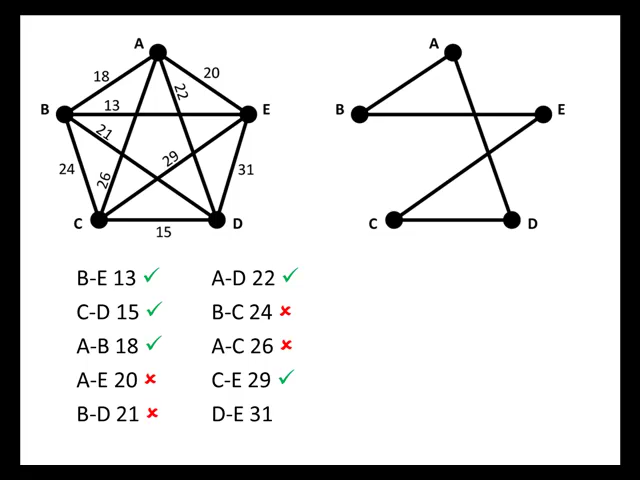 A
A
18
20
22
B
13
E
B
E
21
24
29
31
26
C
D
C
D
15
B-E 13 ✓
A-D 22 ✓
C-D 15 ✓
B-C 24 ✘
A-B 18 ✓
A-C 26 ✘
A-E 20 ✘
C-E 29 ✓
B-D 21 ✘
D-E 31